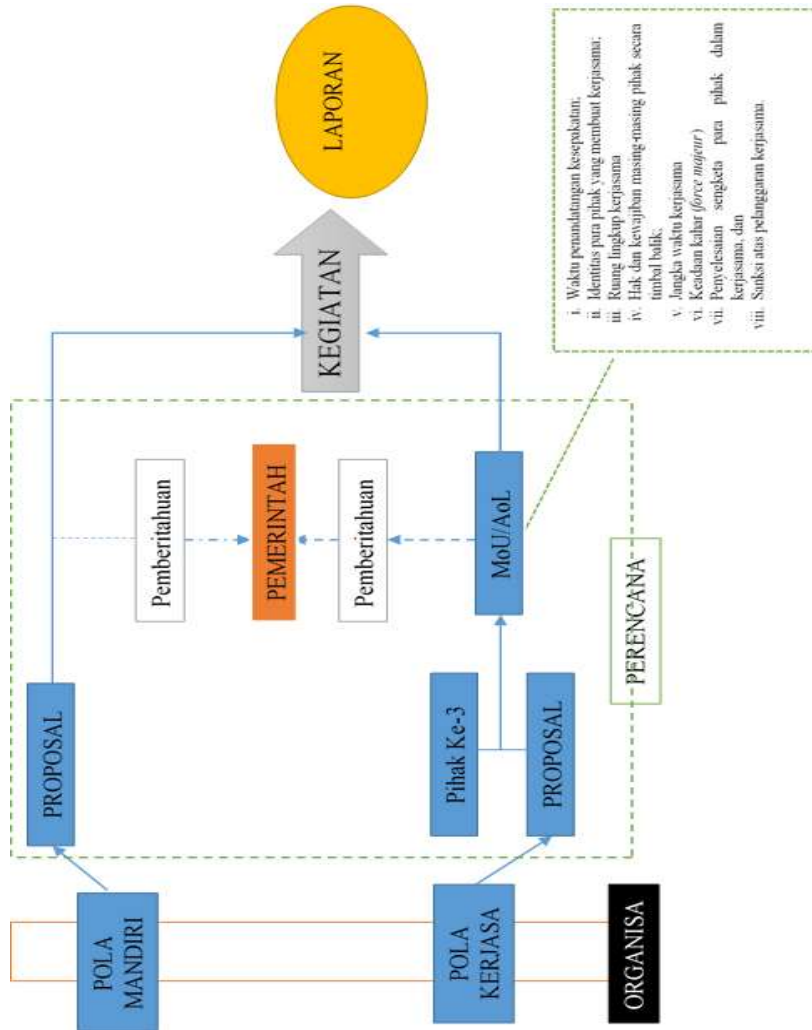 POLA
MANDIRI
POLA
KERJASA
ORGANISA
PROPOSAL
Pihak Ke-3
PROPOSAL
PERENCANA
Pemberitahuan
PEMERINTAH
Pemberitahuan
MoU/AoL
KEGIATAN
LAPORAN
i. Waktu penandatangan kesepakatan;
ii. Identitas para pihak yang membuat kerjasama;
iii. Ruang lingkup kerjasama
iv. Hak dan kewajiban masing-masing pihak secara
timbal balik;
v. Jangka waktu kerjasama
vi. Keadaan kahar (force majeur)
vii. Penyelesaian sengketa para pihak dalam
kerjasama, dan
viii. Sanksi atas pelanggaran kerjasama.